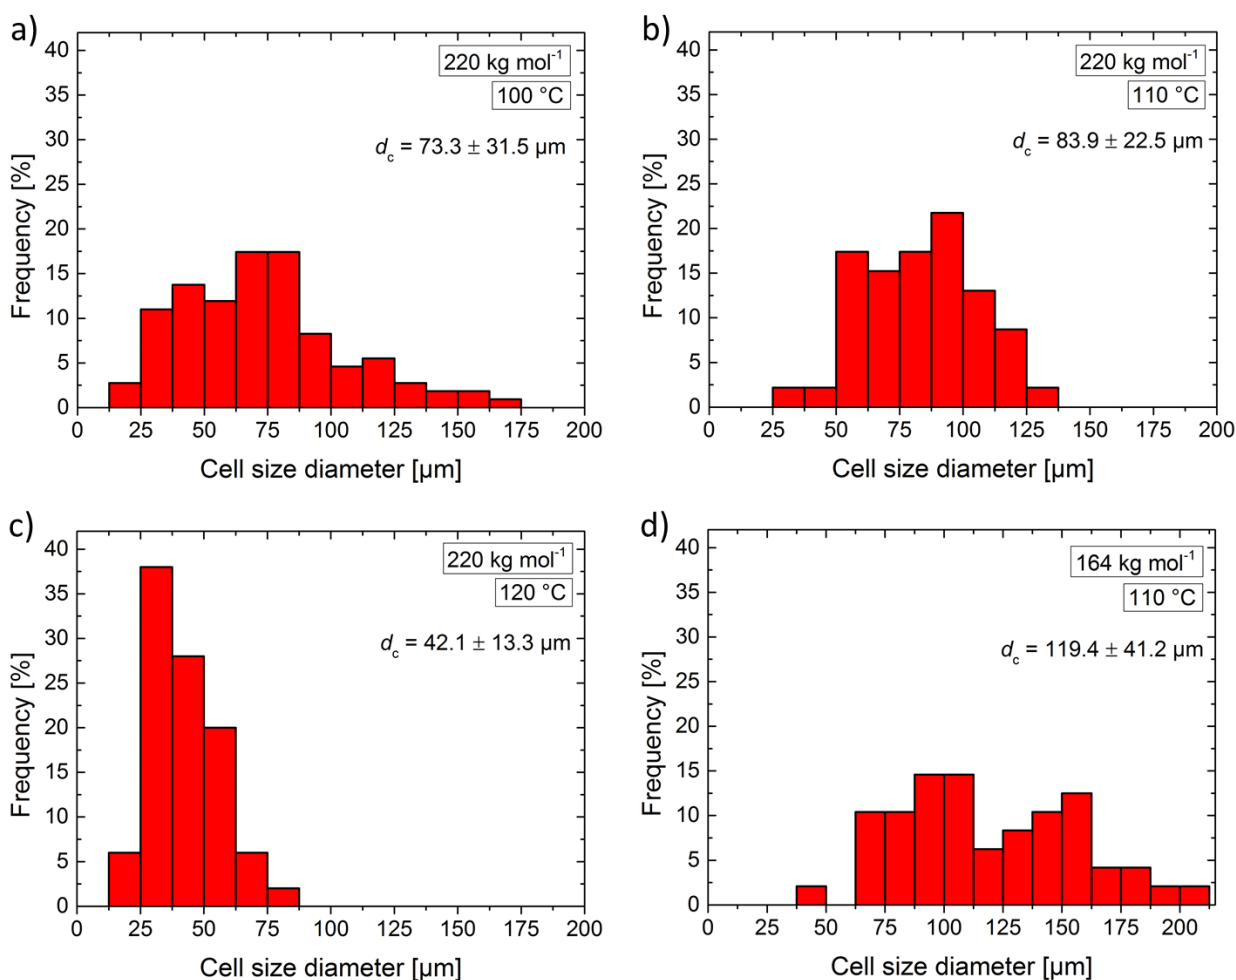 a)
220 kg mol⁻¹
100 °C
d_c = 73.3 ± 31.5 µm
Frequency [%]
40
35
30
25
20
15
10
5
0
0 25 50 75 100 125 150 175 200
Cell size diameter [µm]
b)
220 kg mol⁻¹
110 °C
d_c = 83.9 ± 22.5 µm
Frequency [%]
40
35
30
25
20
15
10
5
0
0 25 50 75 100 125 150 175 200
Cell size diameter [µm]
c)
220 kg mol⁻¹
120 °C
d_c = 42.1 ± 13.3 µm
Frequency [%]
40
35
30
25
20
15
10
5
0
0 25 50 75 100 125 150 175 200
Cell size diameter [µm]
d)
164 kg mol⁻¹
110 °C
d_c = 119.4 ± 41.2 µm
Frequency [%]
40
35
30
25
20
15
10
5
0
0 25 50 75 100 125 150 175 200
Cell size diameter [µm]